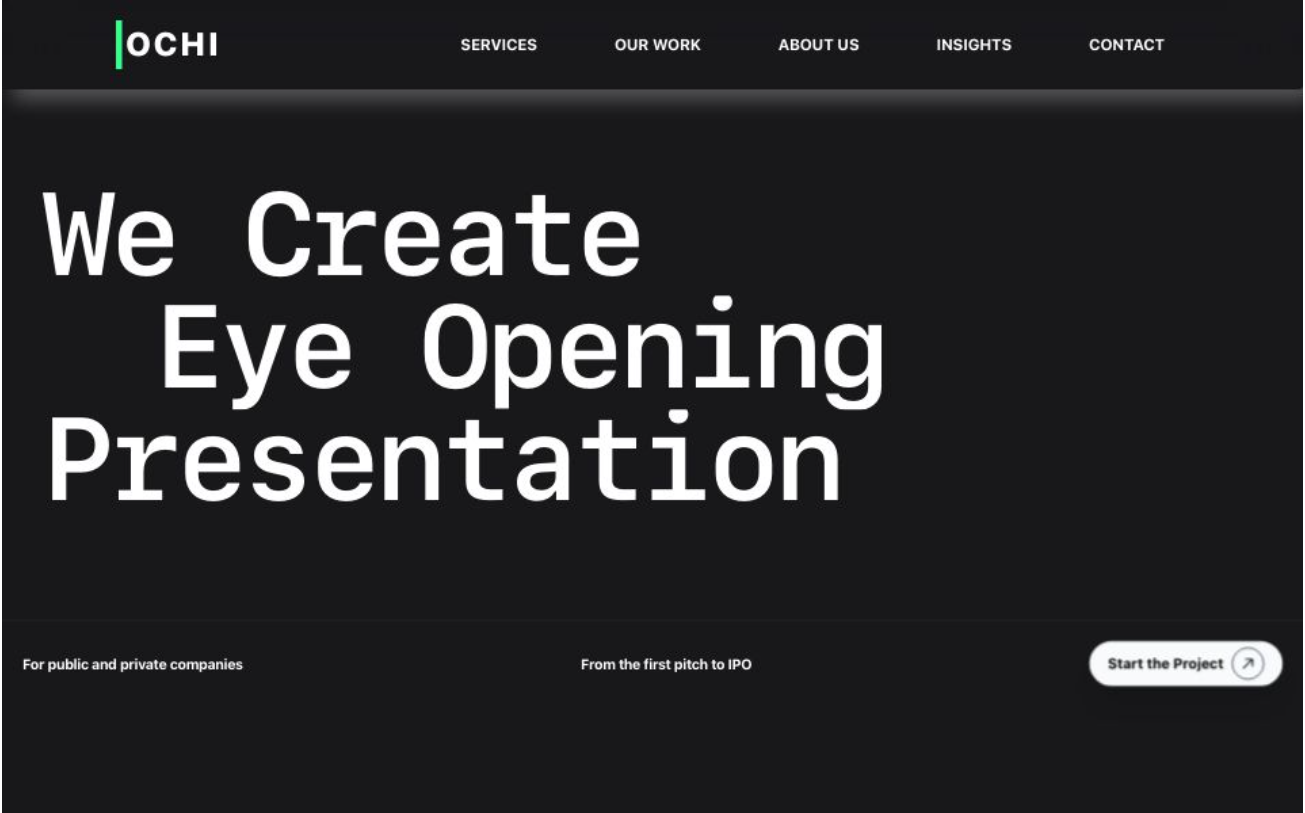 OCHI
SERVICES OUR WORK ABOUT US INSIGHTS CONTACT
We Create
Eye Opening
Presentation
For public and private companies From the first pitch to IPO Start the Project